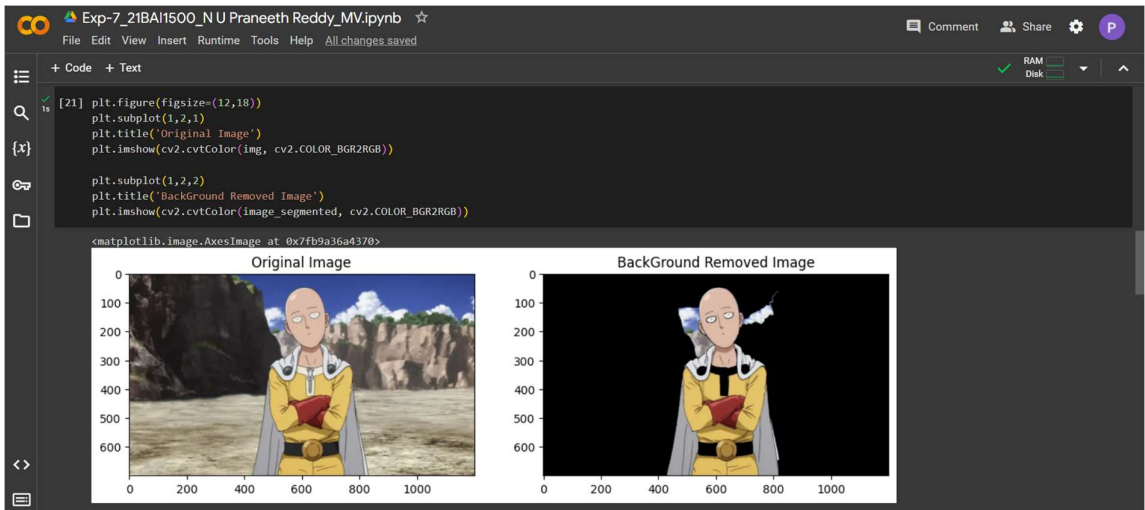 Exp-7_21BAI1500_N U Praneeth Reddy_MV.ipynb
File Edit View Insert Runtime Tools Help All changes saved
Comment Share P
+ Code + Text
RAM
Disk
{x}
1s
[21] plt.figure(figsize=(12,18))
plt.subplot(1,2,1)
plt.title('Original Image')
plt.imshow(cv2.cvtColor(img, cv2.COLOR_BGR2RGB))
plt.subplot(1,2,2)
plt.title('BackGround Removed Image')
plt.imshow(cv2.cvtColor(image_segmented, cv2.COLOR_BGR2RGB))
<matplotlib.image.AxesImage at 0x7fb9a36a4370>
Original Image
0
100
200
300
400
500
600
0 200 400 600 800 1000
BackGround Removed Image
0
100
200
300
400
500
600
0 200 400 600 800 1000